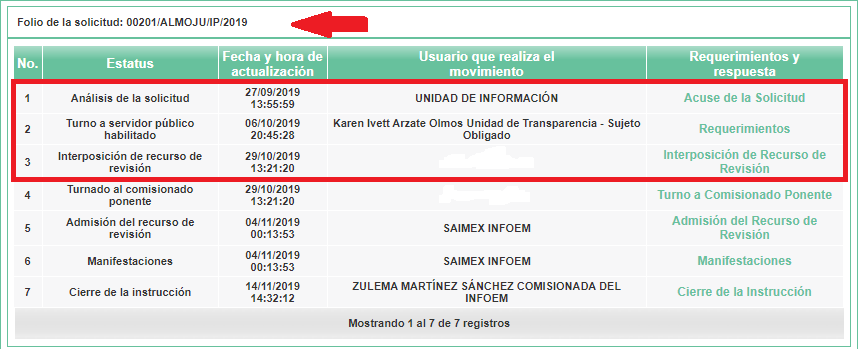 Folio de la solicitud: 00201/ALMOJU/IP/2019
No. Estatus Fecha y hora de actualización Usuario que realiza el movimiento Requerimientos y respuesta
1 Análisis de la solicitud 27/09/2019 13:55:59 UNIDAD DE INFORMACIÓN Acuse de la Solicitud
2 Turno a servidor público habilitado 06/10/2019 20:45:28 Karen Ivett Arzate Olmos Unidad de Transparencia - Sujeto Obligado Requerimientos
3 Interposición de recurso de revisión 29/10/2019 13:21:20 Interposición de Recurso de Revisión
4 Turnado al comisionado ponente 29/10/2019 13:21:20 Turno a Comisionado Ponente
5 Admisión del recurso de revisión 04/11/2019 00:13:53 SAIMEX INFOEM Admisión del Recurso de Revisión
6 Manifestaciones 04/11/2019 00:13:53 SAIMEX INFOEM Manifestaciones
7 Cierre de la instrucción 14/11/2019 14:32:12 ZULEMA MARTÍNEZ SÁNCHEZ COMISIONADA DEL INFOEM Cierre de la Instrucción
Mostrando 1 al 7 de 7 registros